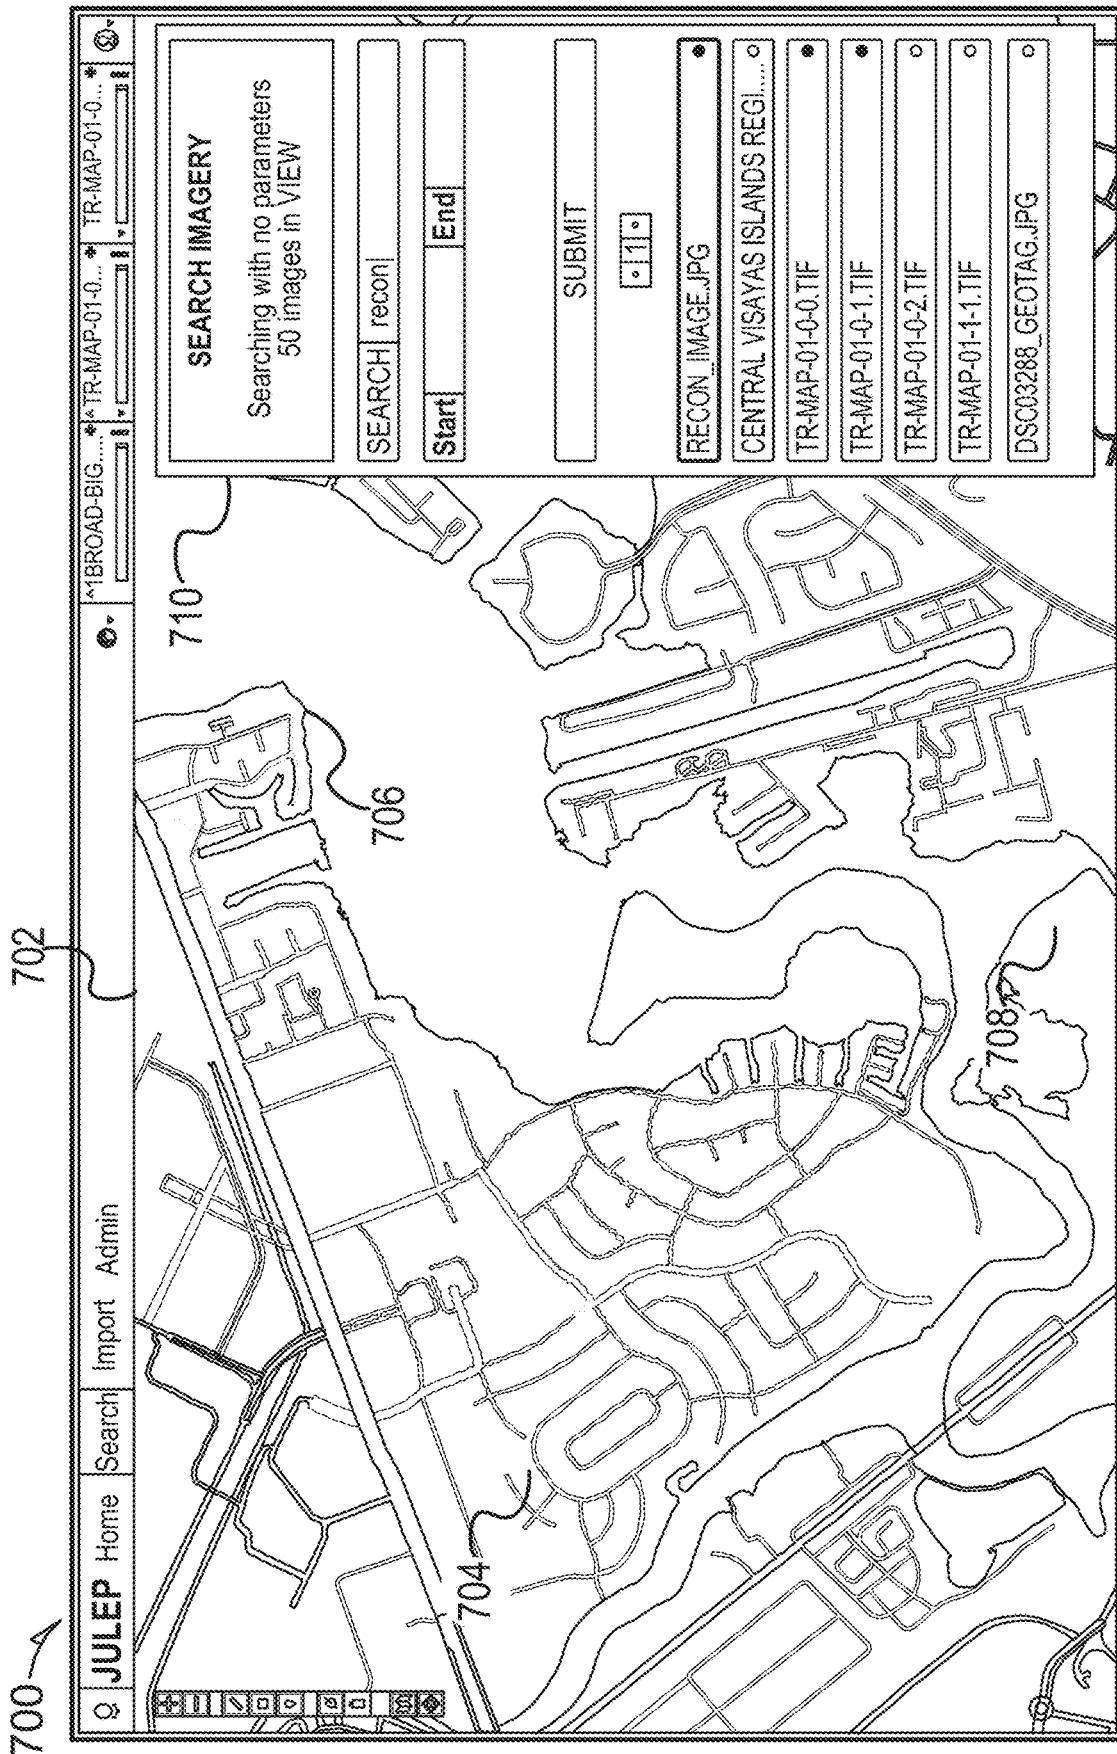 700
702
JULEP Home Search Import Admin
^1BROAD-BIG....
^TR-MAP-01-0...
TR-MAP-01-0...
704
706
708
710
SEARCH IMAGERY
Searching with no parameters
50 images in VIEW
SEARCH recon
Start End
SUBMIT
1
RECON_IMAGE.JPG
CENTRAL VISAYAS ISLANDS REGI.....
TR-MAP-01-0-0.TIF
TR-MAP-01-0-1.TIF
TR-MAP-01-0-2.TIF
TR-MAP-01-1-1.TIF
DSC03288_GEOTAG.JPG